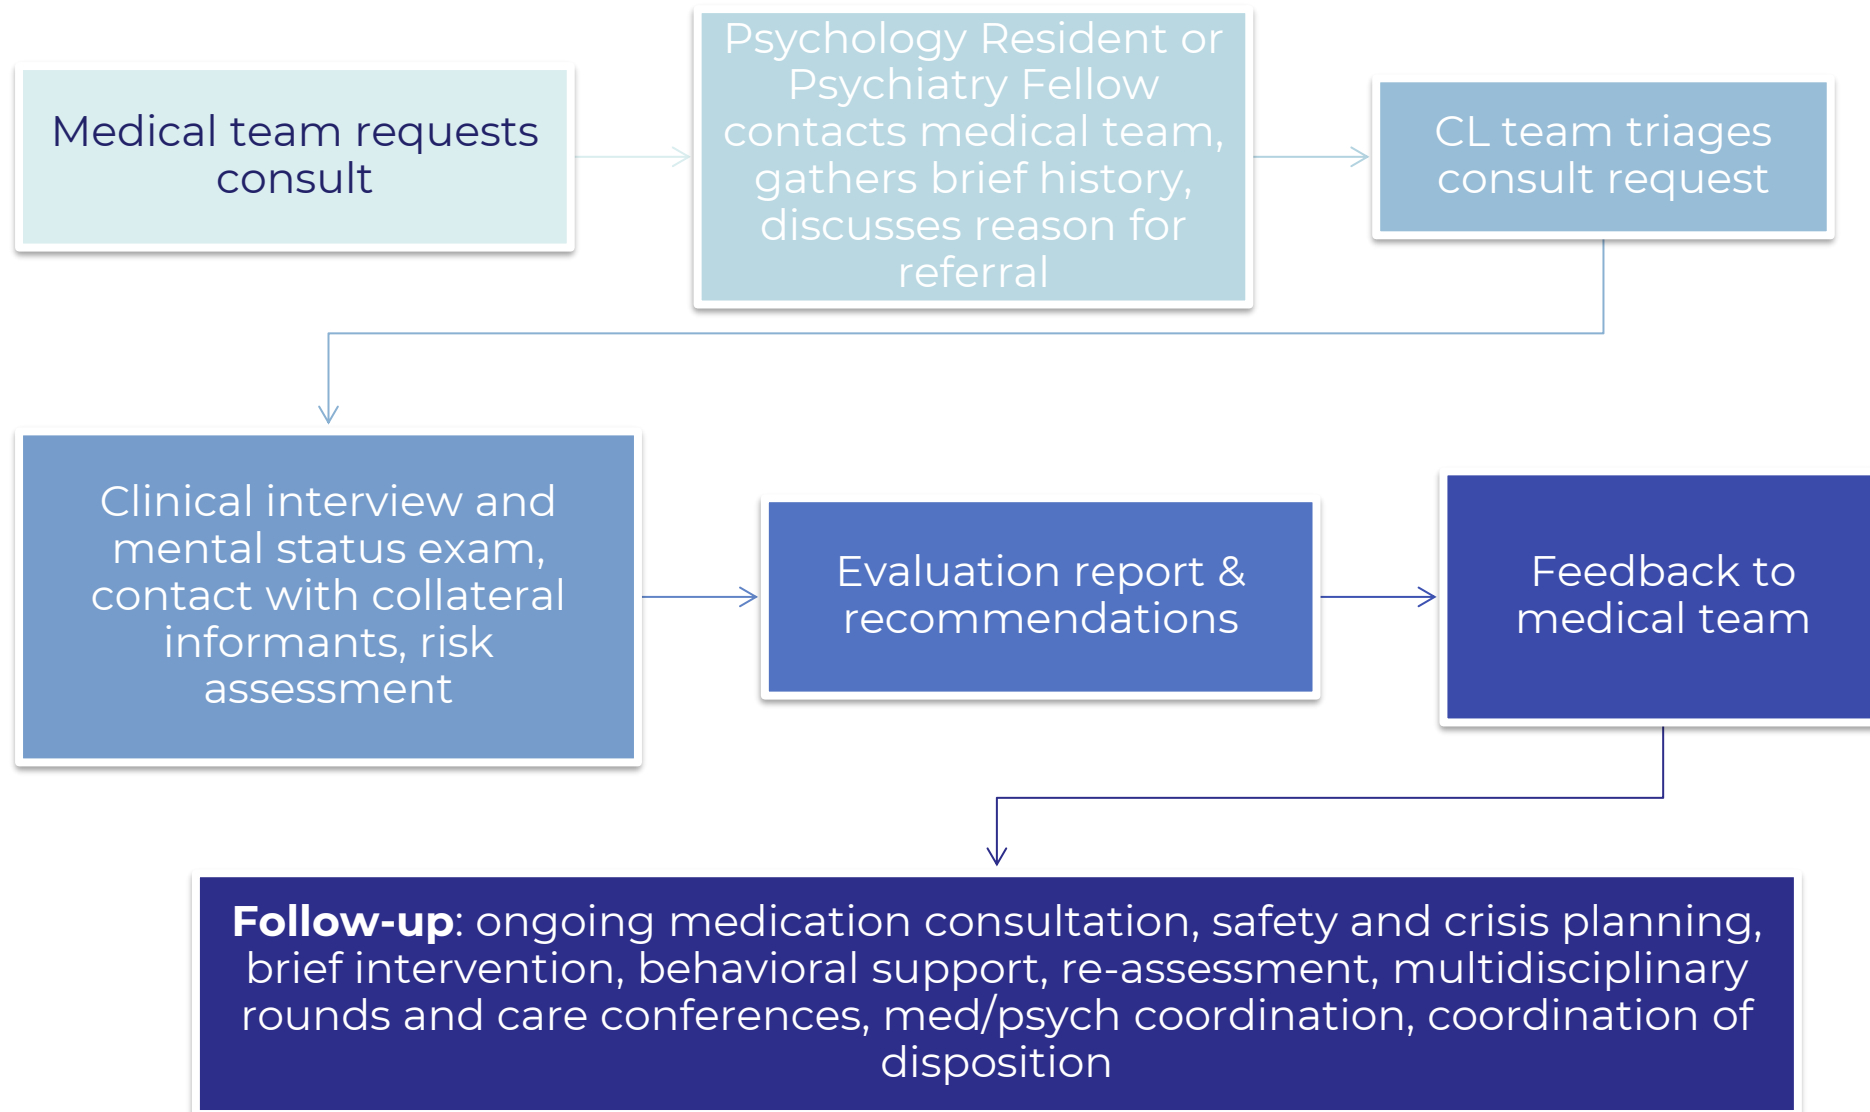 Medical team requests
consult
Psychology Resident or
Psychiatry Fellow
contacts medical team,
gathers brief history,
discusses reason for
referral
CL team triages
consult request
Clinical interview and
mental status exam,
contact with collateral
informants, risk
assessment
Evaluation report &
recommendations
Feedback to
medical team
Follow-up: ongoing medication consultation, safety and crisis planning,
brief intervention, behavioral support, re-assessment, multidisciplinary
rounds and care conferences, med/psych coordination, coordination of
disposition